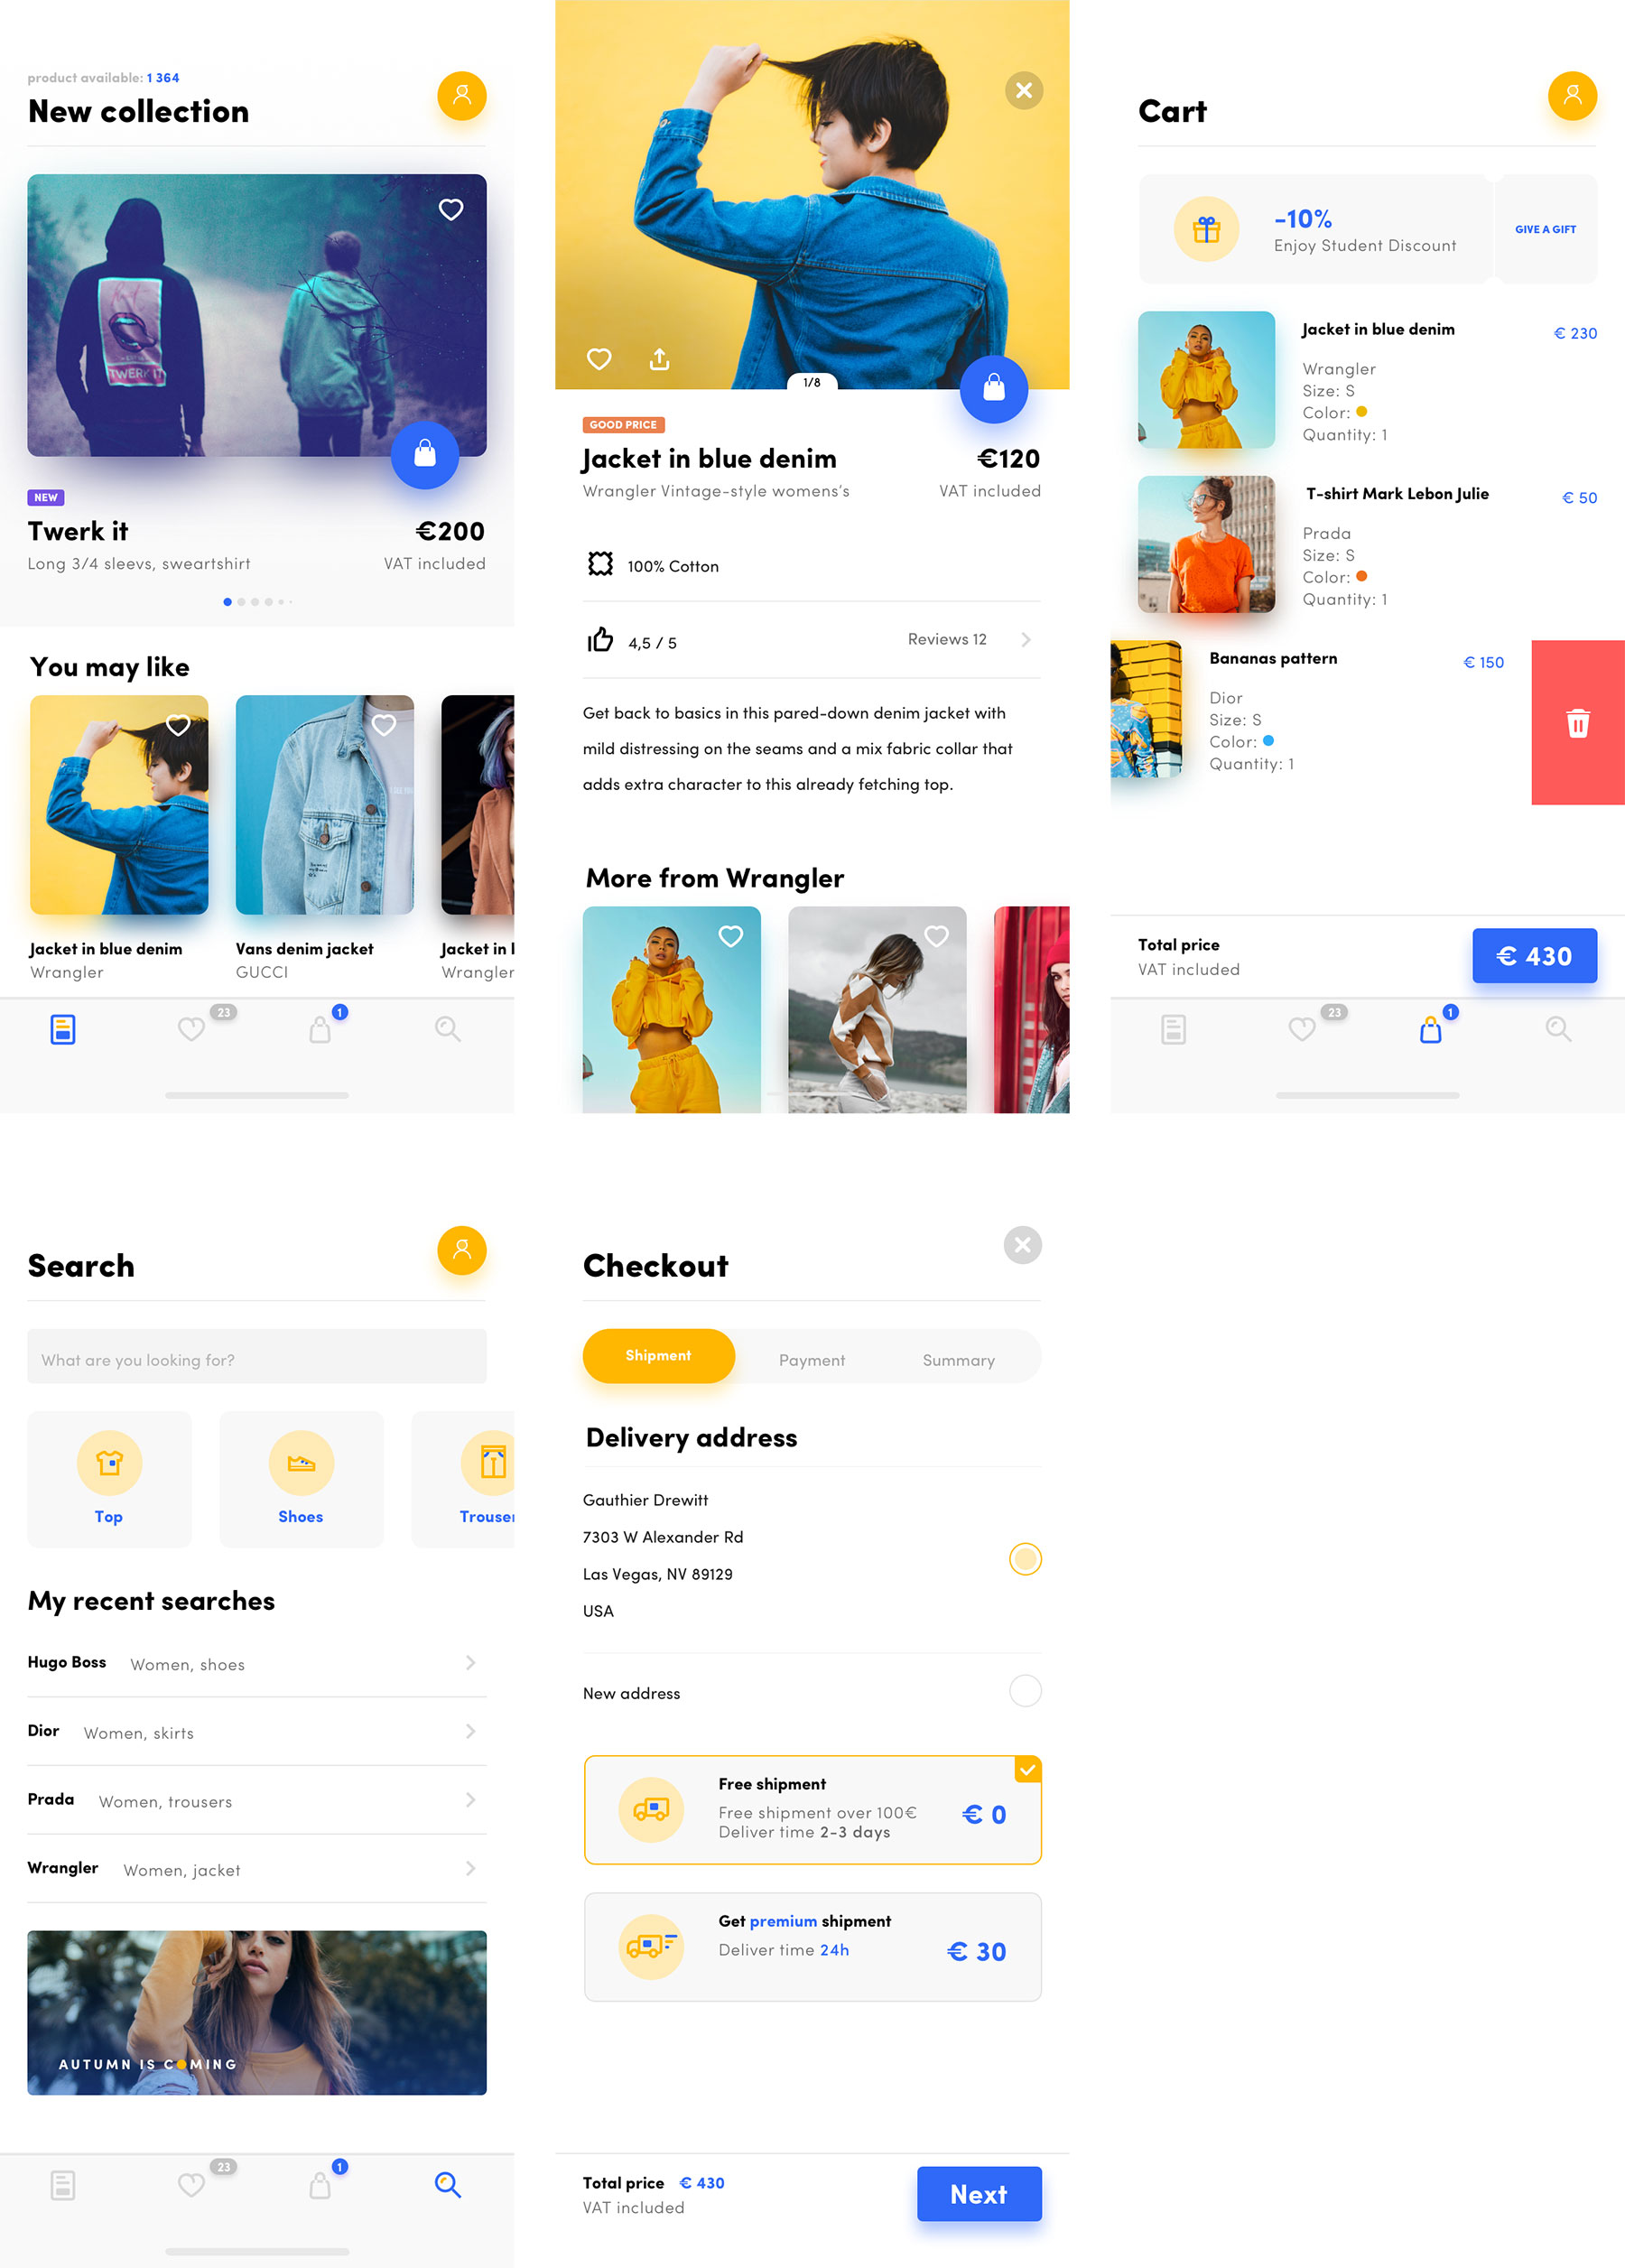 product available: 1 364
New collection
TWERK IT
NEW
Twerk it
€200
Long 3/4 sleevs, sweartshirt
VAT included
You may like
Jacket in blue denim
Wrangler
Vans denim jacket
GUCCI
Jacket in
Wrangler
23
1
1/8
GOOD PRICE
Jacket in blue denim
€120
Wrangler Vintage-style womens's
VAT included
100% Cotton
4,5 / 5
Reviews 12
Get back to basics in this pared-down denim jacket with
mild distressing on the seams and a mix fabric collar that
adds extra character to this already fetching top.
More from Wrangler
Cart
-10%
Enjoy Student Discount
GIVE A GIFT
Jacket in blue denim
€ 230
Wrangler
Size: S
Color:
Quantity: 1
T-shirt Mark Lebon Julie
€ 50
Prada
Size: S
Color:
Quantity: 1
Bananas pattern
€ 150
Dior
Size: S
Color:
Quantity: 1
Total price
VAT included
€ 430
23
1
Search
What are you looking for?
Top
Shoes
Trouser
My recent searches
Hugo Boss Women, shoes
Dior Women, skirts
Prada Women, trousers
Wrangler Women, jacket
AUTUMN IS COMING
23
1
Checkout
Shipment
Payment
Summary
Delivery address
Gauthier Drewitt
7303 W Alexander Rd
Las Vegas, NV 89129
USA
New address
Free shipment
Free shipment over 100€
Deliver time 2-3 days
€ 0
Get premium shipment
Deliver time 24h
€ 30
Total price € 430
VAT included
Next